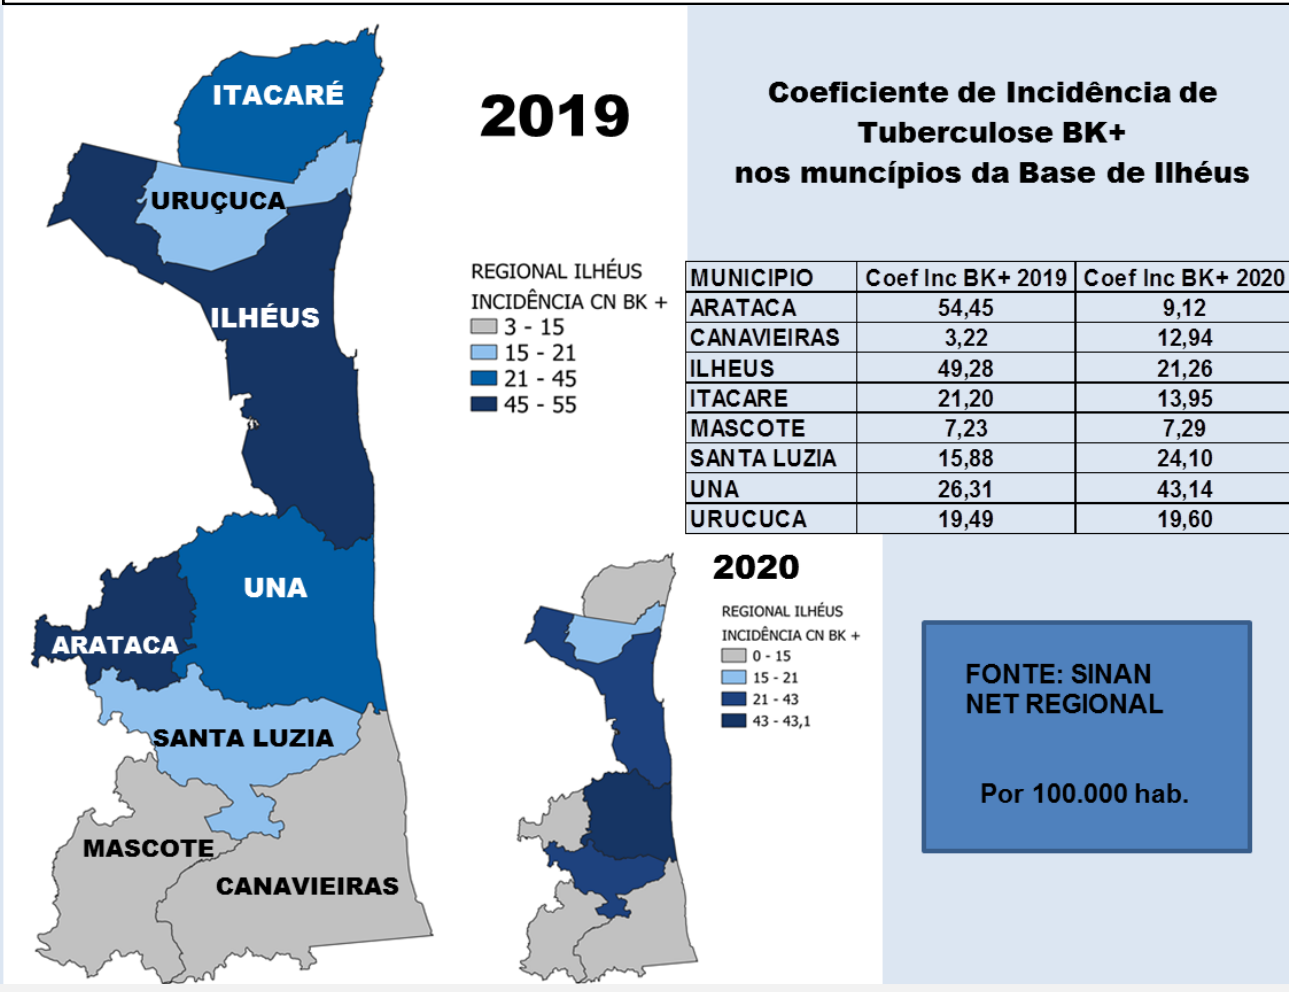 Coeficiente de Incidência de
Tuberculose BK+
nos muncípios da Base de Ilhéus
2019
ITACARÉ
URUÇUCA
ILHÉUS
UNA
ARATACA
SANTA LUZIA
MASCOTE
CANAVIEIRAS
REGIONAL ILHÉUS
INCIDÊNCIA CN BK +
3 - 15
15 - 21
21 - 45
45 - 55
MUNICIPIO Coef Inc BK+ 2019 Coef Inc BK+ 2020
ARATACA 54,45 9,12
CANAVIEIRAS 3,22 12,94
ILHEUS 49,28 21,26
ITACARE 21,20 13,95
MASCOTE 7,23 7,29
SANTA LUZIA 15,88 24,10
UNA 26,31 43,14
URUCUCA 19,49 19,60
2020
REGIONAL ILHÉUS
INCIDÊNCIA CN BK +
0 - 15
15 - 21
21 - 43
43 - 43,1
FONTE: SINAN
NET REGIONAL
Por 100.000 hab.